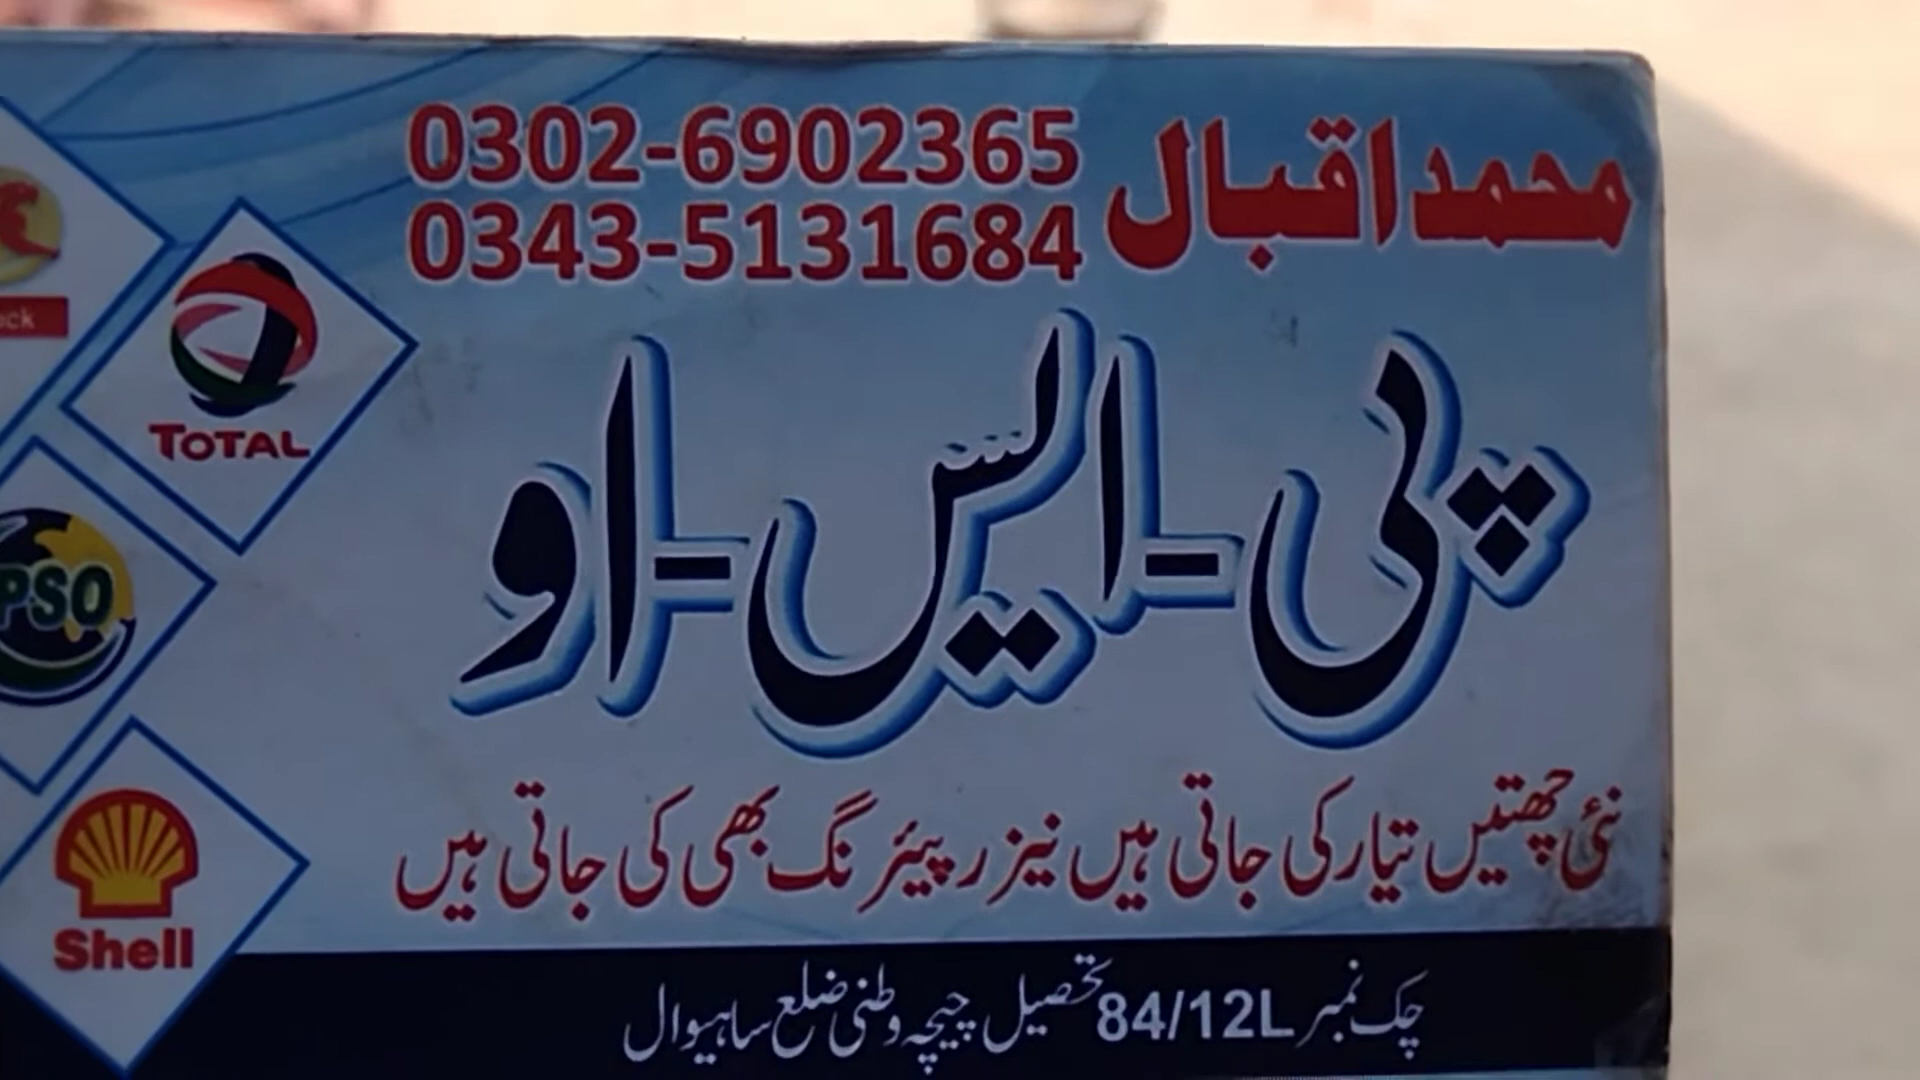 محمد اقبال 0302-6902365
0343-5131684
پی-ایس-او
نئی چھتیں تیار کی جاتی ہیں نیز رپیئرنگ بھی کی جاتی ہیں
چک نمبر 84/12L تحصیل چیچہ وطنی ضلع ساہیوال
TOTAL
PSO
Shell